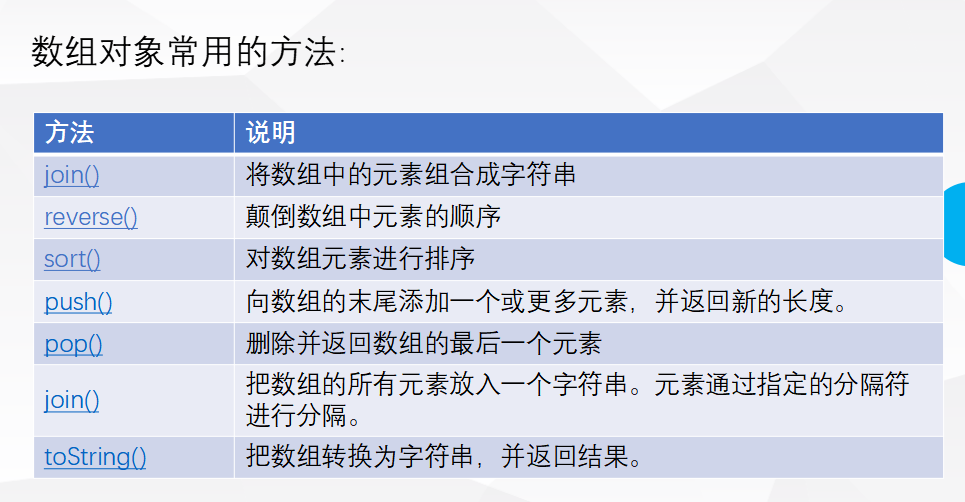 数组对象常用的方法:
方法 说明
join() 将数组中的元素组合成字符串
reverse() 颠倒数组中元素的顺序
sort() 对数组元素进行排序
push() 向数组的末尾添加一个或更多元素，并返回新的长度。
pop() 删除并返回数组的最后一个元素
join() 把数组的所有元素放入一个字符串。元素通过指定的分隔符
进行分隔。
toString() 把数组转换为字符串，并返回结果。